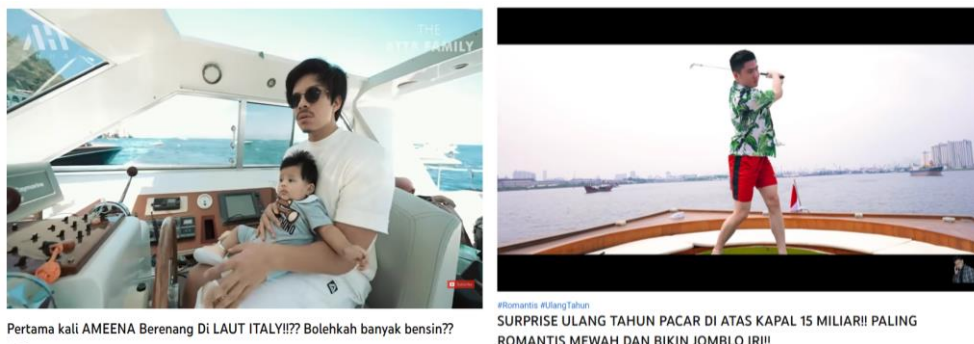 AH
THE
ATTA FAMILY
Pertama kali AMEENA Berenang Di LAUT ITALY!!?? Bolehkah banyak bensin??
#Romantis #UlangTahun
SURPRISE ULANG TAHUN PACAR DI ATAS KAPAL 15 MILIAR!! PALING
ROMANTIS MEWAH DAN BIKIN JOMBLO IRI!!